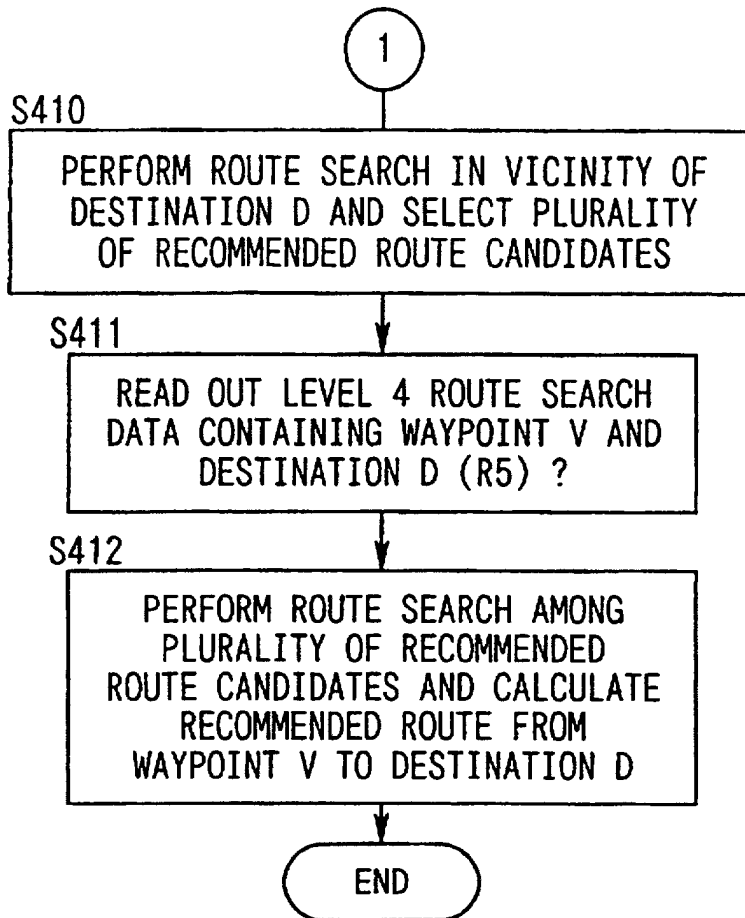 1
S410
PERFORM ROUTE SEARCH IN VICINITY OF
DESTINATION D AND SELECT PLURALITY
OF RECOMMENDED ROUTE CANDIDATES
S411
READ OUT LEVEL 4 ROUTE SEARCH
DATA CONTAINING WAYPOINT V AND
DESTINATION D (R5) ?
S412
PERFORM ROUTE SEARCH AMONG
PLURALITY OF RECOMMENDED
ROUTE CANDIDATES AND CALCULATE
RECOMMENDED ROUTE FROM
WAYPOINT V TO DESTINATION D
END